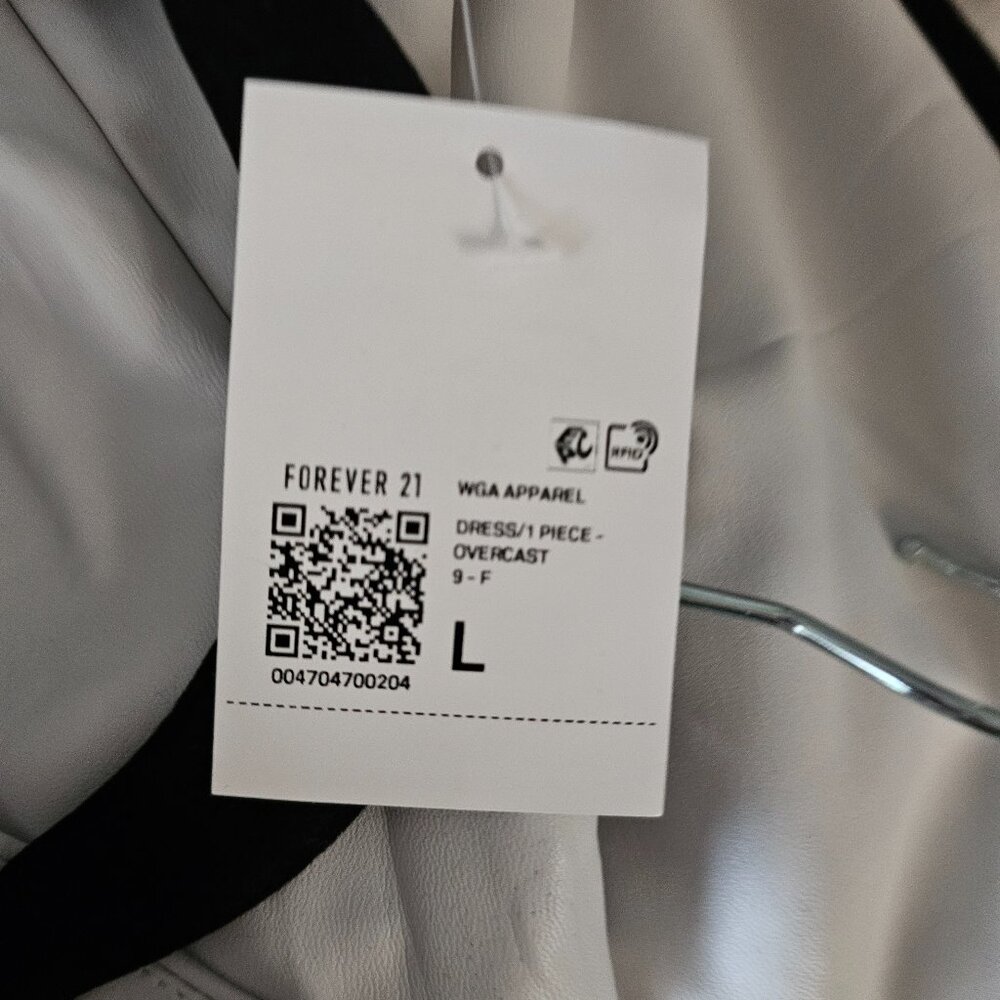 RFID
FOREVER 21
WGA APPAREL
DRESS/1 PIECE -
OVERCAST
9 - F
L
004704700204